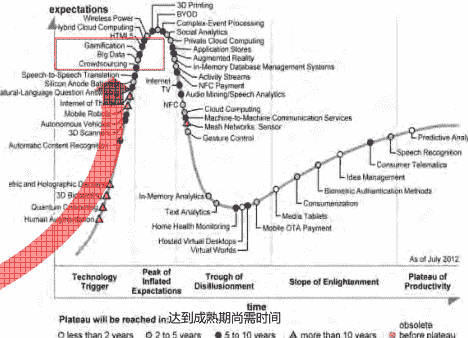 expectations
3D Printing
BYOD
Wireless Power
Complex-Event Processing
Hybrid Cloud Computing
Social Analytics
HTML5
Private Cloud Computing
Gamification
Application Stores
Big Data
Augmented Reality
Crowdsourcing
In-Memory Database Management Systems
Speech-to-Speech Translation
Activity Streams
Silicon Anode Batteries
Internet TV
NFC Payment
Natural-Language Question Answering
Audio Mining/Speech Analytics
Internet of Things
NFC
Cloud Computing
Mobile Robots
Machine-to-Machine Communication Services
Autonomous Vehicles
Mesh Networks: Sensor
3D Scanners
Gesture Control
Automatic Content Recognition
Predictive Analy
Speech Recognition
Consumer Telematics
Idea Management
Biometric Authentication Methods
Consumerization
Media Tablets
Mobile OTA Payment
In-Memory Analytics
Text Analytics
Home Health Monitoring
Hosted Virtual Desktops
Virtual Worlds
etric and Holographic
3D Bio
Quantum Computing
Human Augmentation
As of July 2012
Technology Trigger
Peak of Inflated Expectations
Trough of Disillusionment
Slope of Enlightenment
Plateau of Productivity
time
Plateau will be reached in:达到成熟期尚需时间
less than 2 years
2 to 5 years
5 to 10 years
more than 10 years
obsolete before plateau